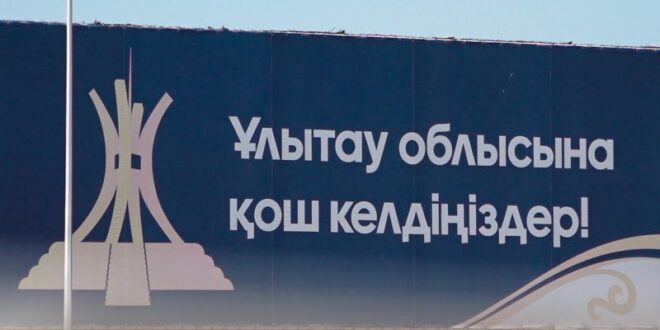 Ұлытау облысына
қош келдіңіздер!